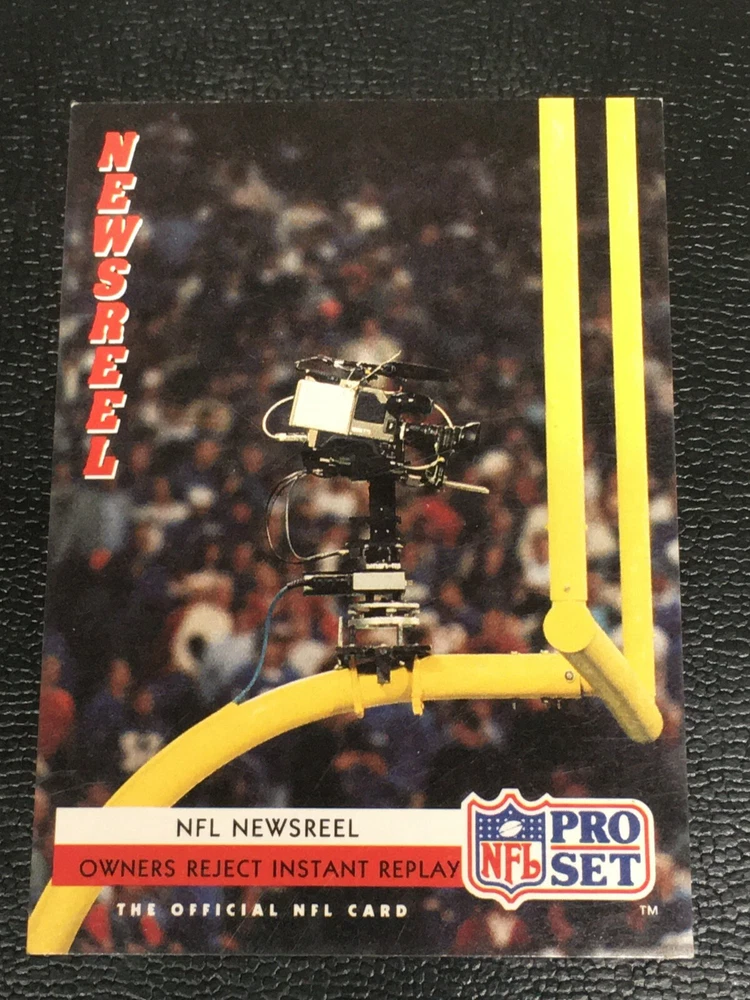 NEWSREEL
NFL NEWSREEL
OWNERS REJECT INSTANT REPLAY
NFL
PRO
SET
THE OFFICIAL NFL CARD
TM